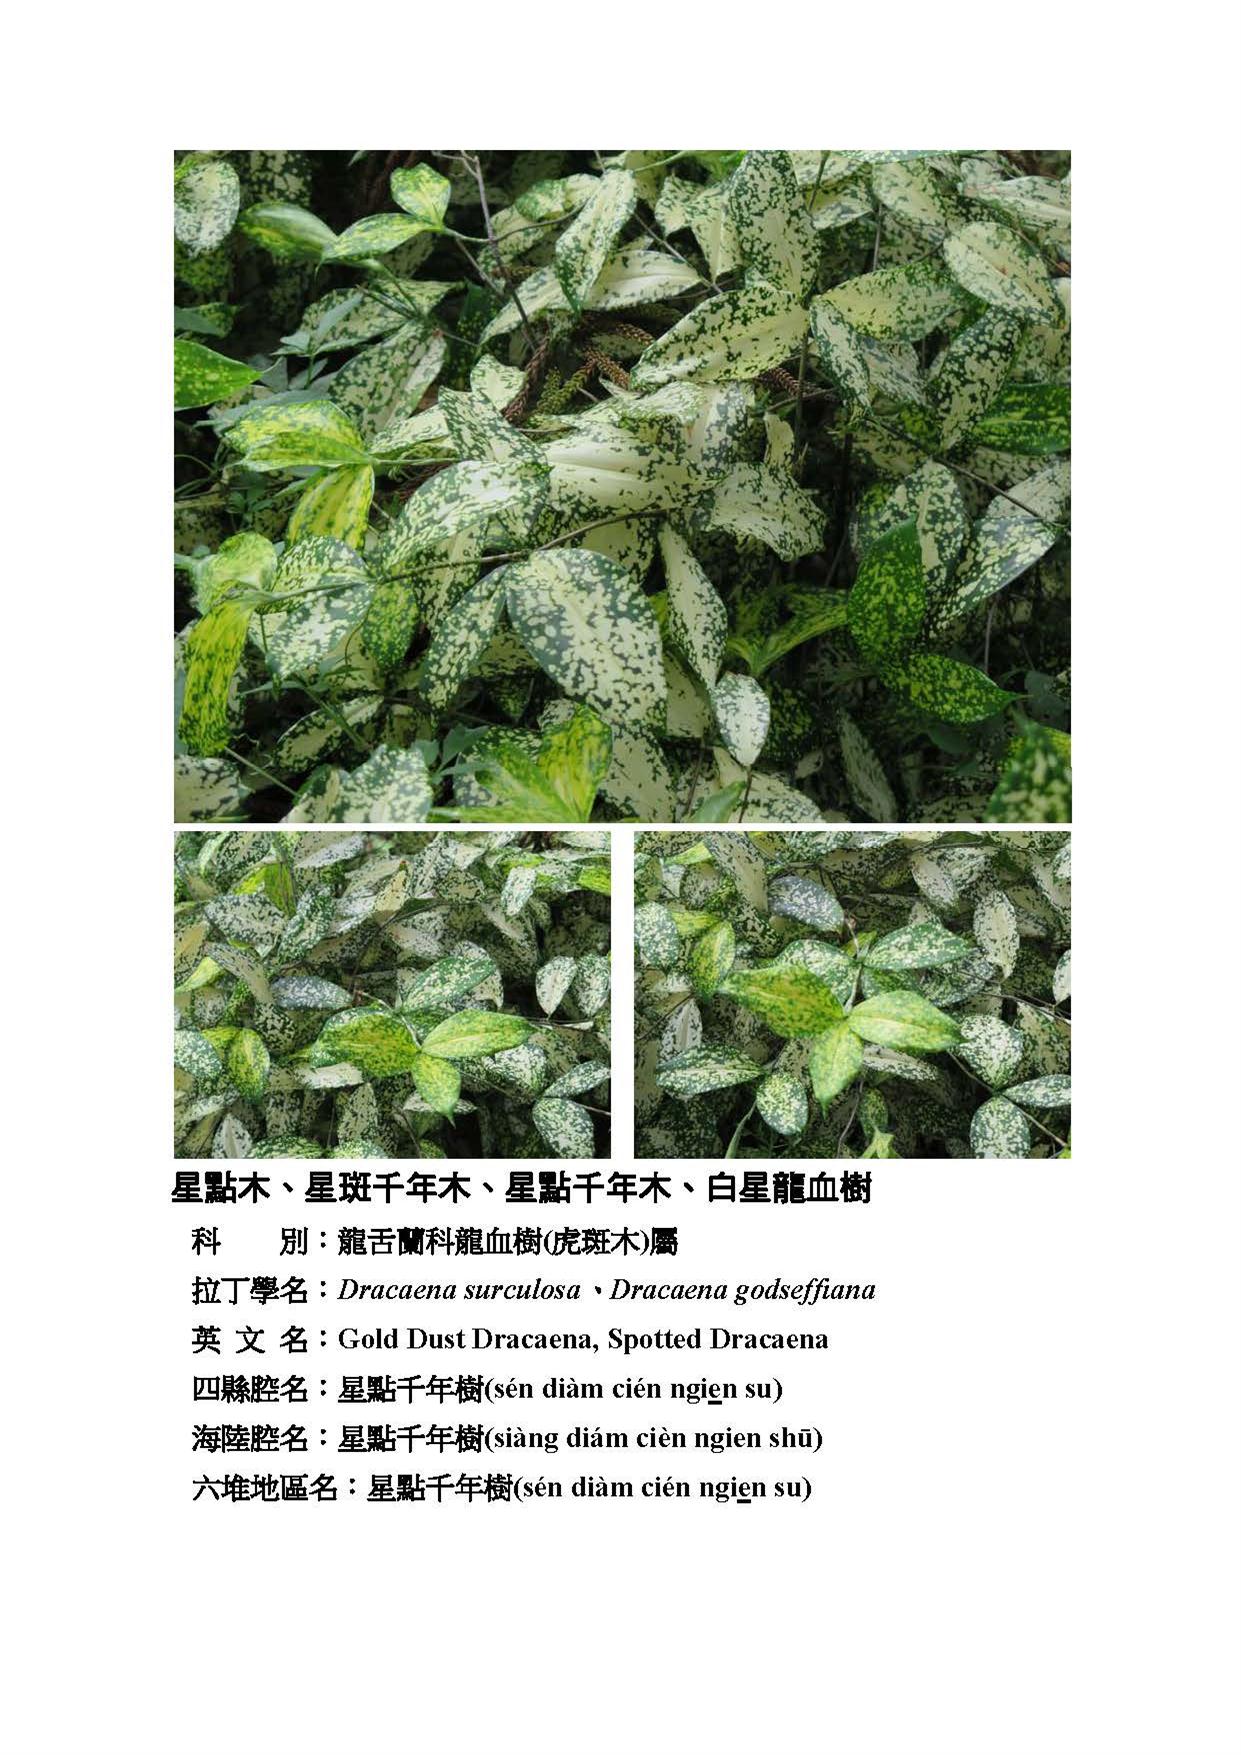 星點木、星斑千年木、星點千年木、白星龍血樹
科　　別：龍舌蘭科龍血樹(虎斑木)屬
拉丁學名：Dracaena surculosa、Dracaena godseffiana
英 文 名：Gold Dust Dracaena, Spotted Dracaena
四縣腔名：星點千年樹(sén diàm cién ngien su)
海陸腔名：星點千年樹(siàng diám cièn ngien shū)
六堆地區名：星點千年樹(sén diàm cién ngien su)